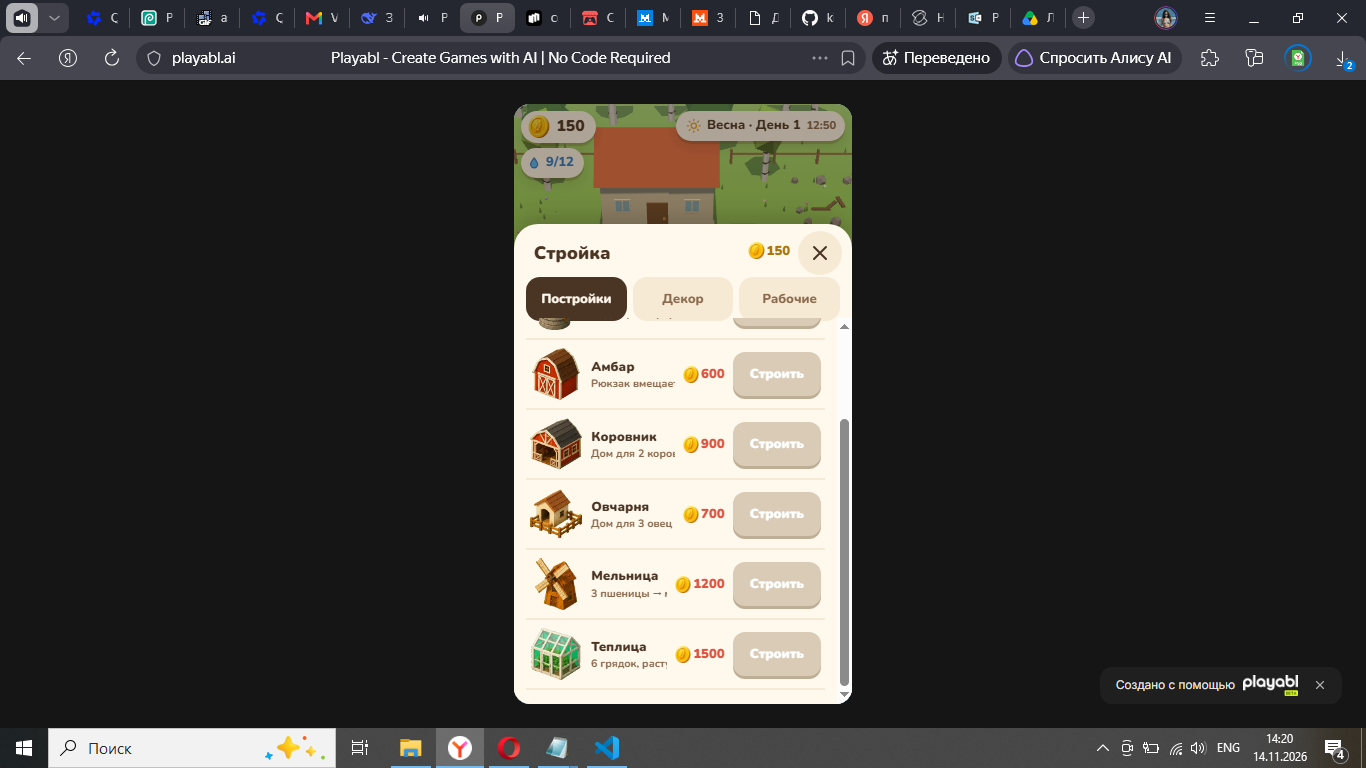 playabl.ai
Playabl - Create Games with AI | No Code Required
Переведено
Спросить Алису AI
2
150
Весна · День 1 12:50
9/12
Стройка
150
Постройки
Декор
Рабочие
Амбар
Рюкзак вмещает
600
Строить
Коровник
Дом для 2 коров
900
Строить
Овчарня
Дом для 3 овец
700
Строить
Мельница
3 пшеницы →
1200
Строить
Теплица
6 грядок, расту
1500
Строить
Создано с помощью playabl
BETA
Поиск
ENG
14:20
14.11.2026
4